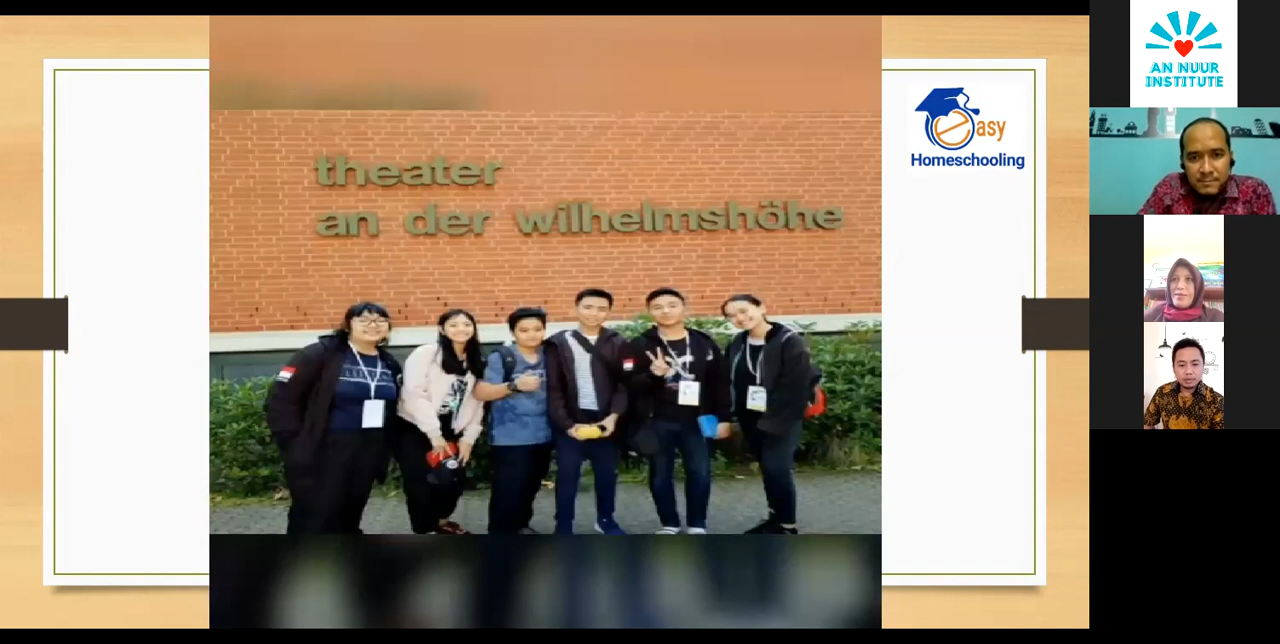 theater
an der wilhelmshöhe
easy
Homeschooling
AN NUUR
INSTITUTE